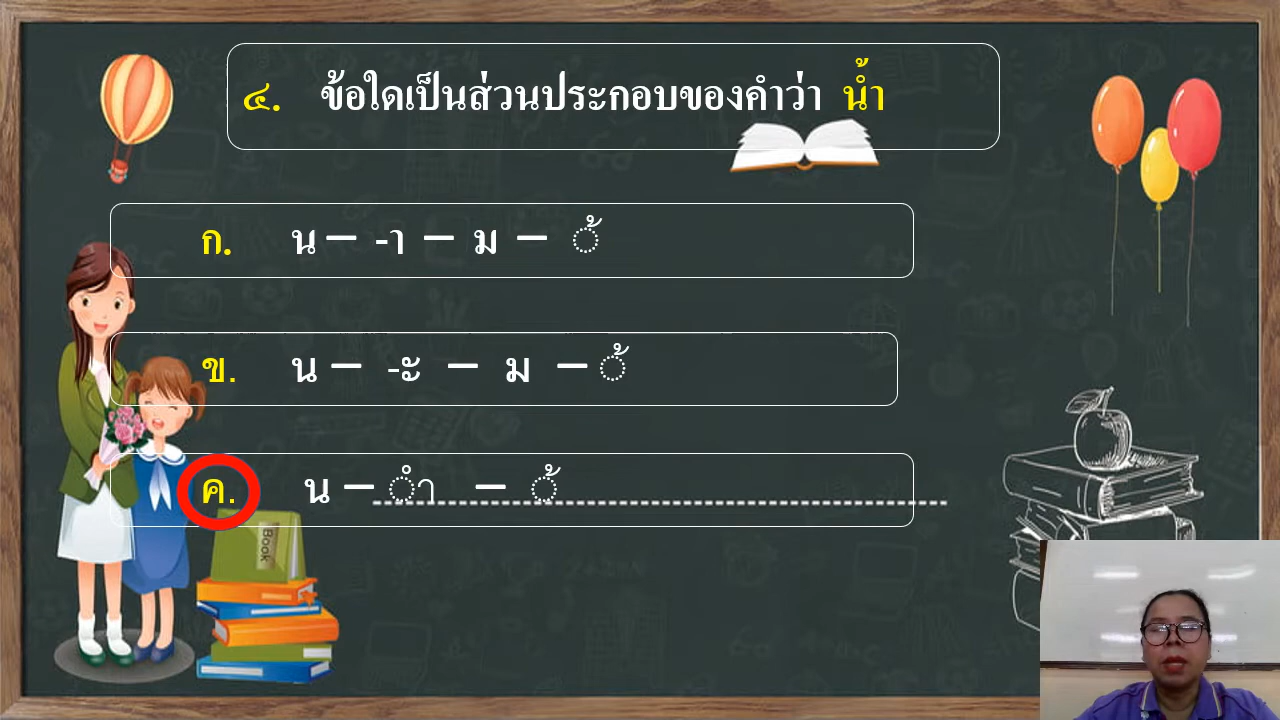 ๔. ข้อใดเป็นส่วนประกอบของคำว่า น้ำ
ก. น – -า – ม – ◌้
ข. น – -ะ – ม – ◌้
ค. น – ◌ำ – ◌้
Book